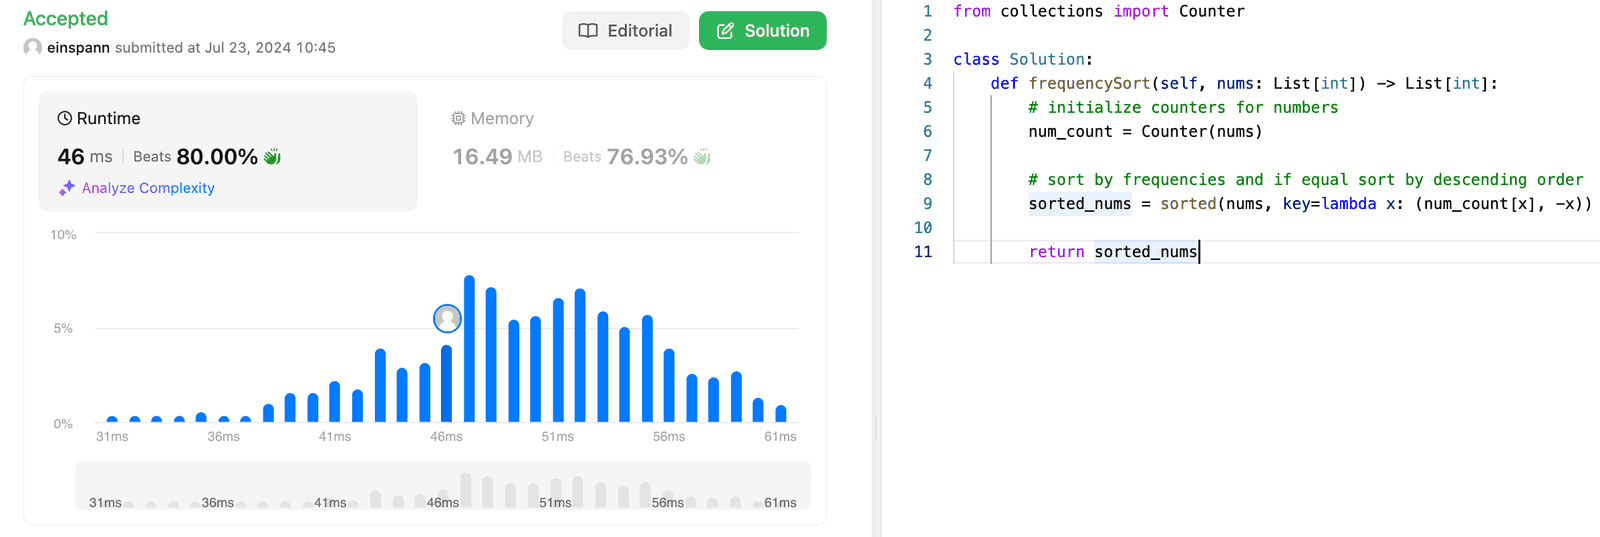 Accepted
einspann submitted at Jul 23, 2024 10:45
Editorial
Solution
Runtime
46 ms | Beats 80.00%
Analyze Complexity
Memory
16.49 MB | Beats 76.93%
10%
5%
0%
31ms 36ms 41ms 46ms 51ms 56ms 61ms
31ms 36ms 41ms 46ms 51ms 56ms 61ms
1 from collections import Counter
2
3 class Solution:
4     def frequencySort(self, nums: List[int]) -> List[int]:
5         # initialize counters for numbers
6         num_count = Counter(nums)
7
8         # sort by frequencies and if equal sort by descending order
9         sorted_nums = sorted(nums, key=lambda x: (num_count[x], -x))
10
11         return sorted_nums